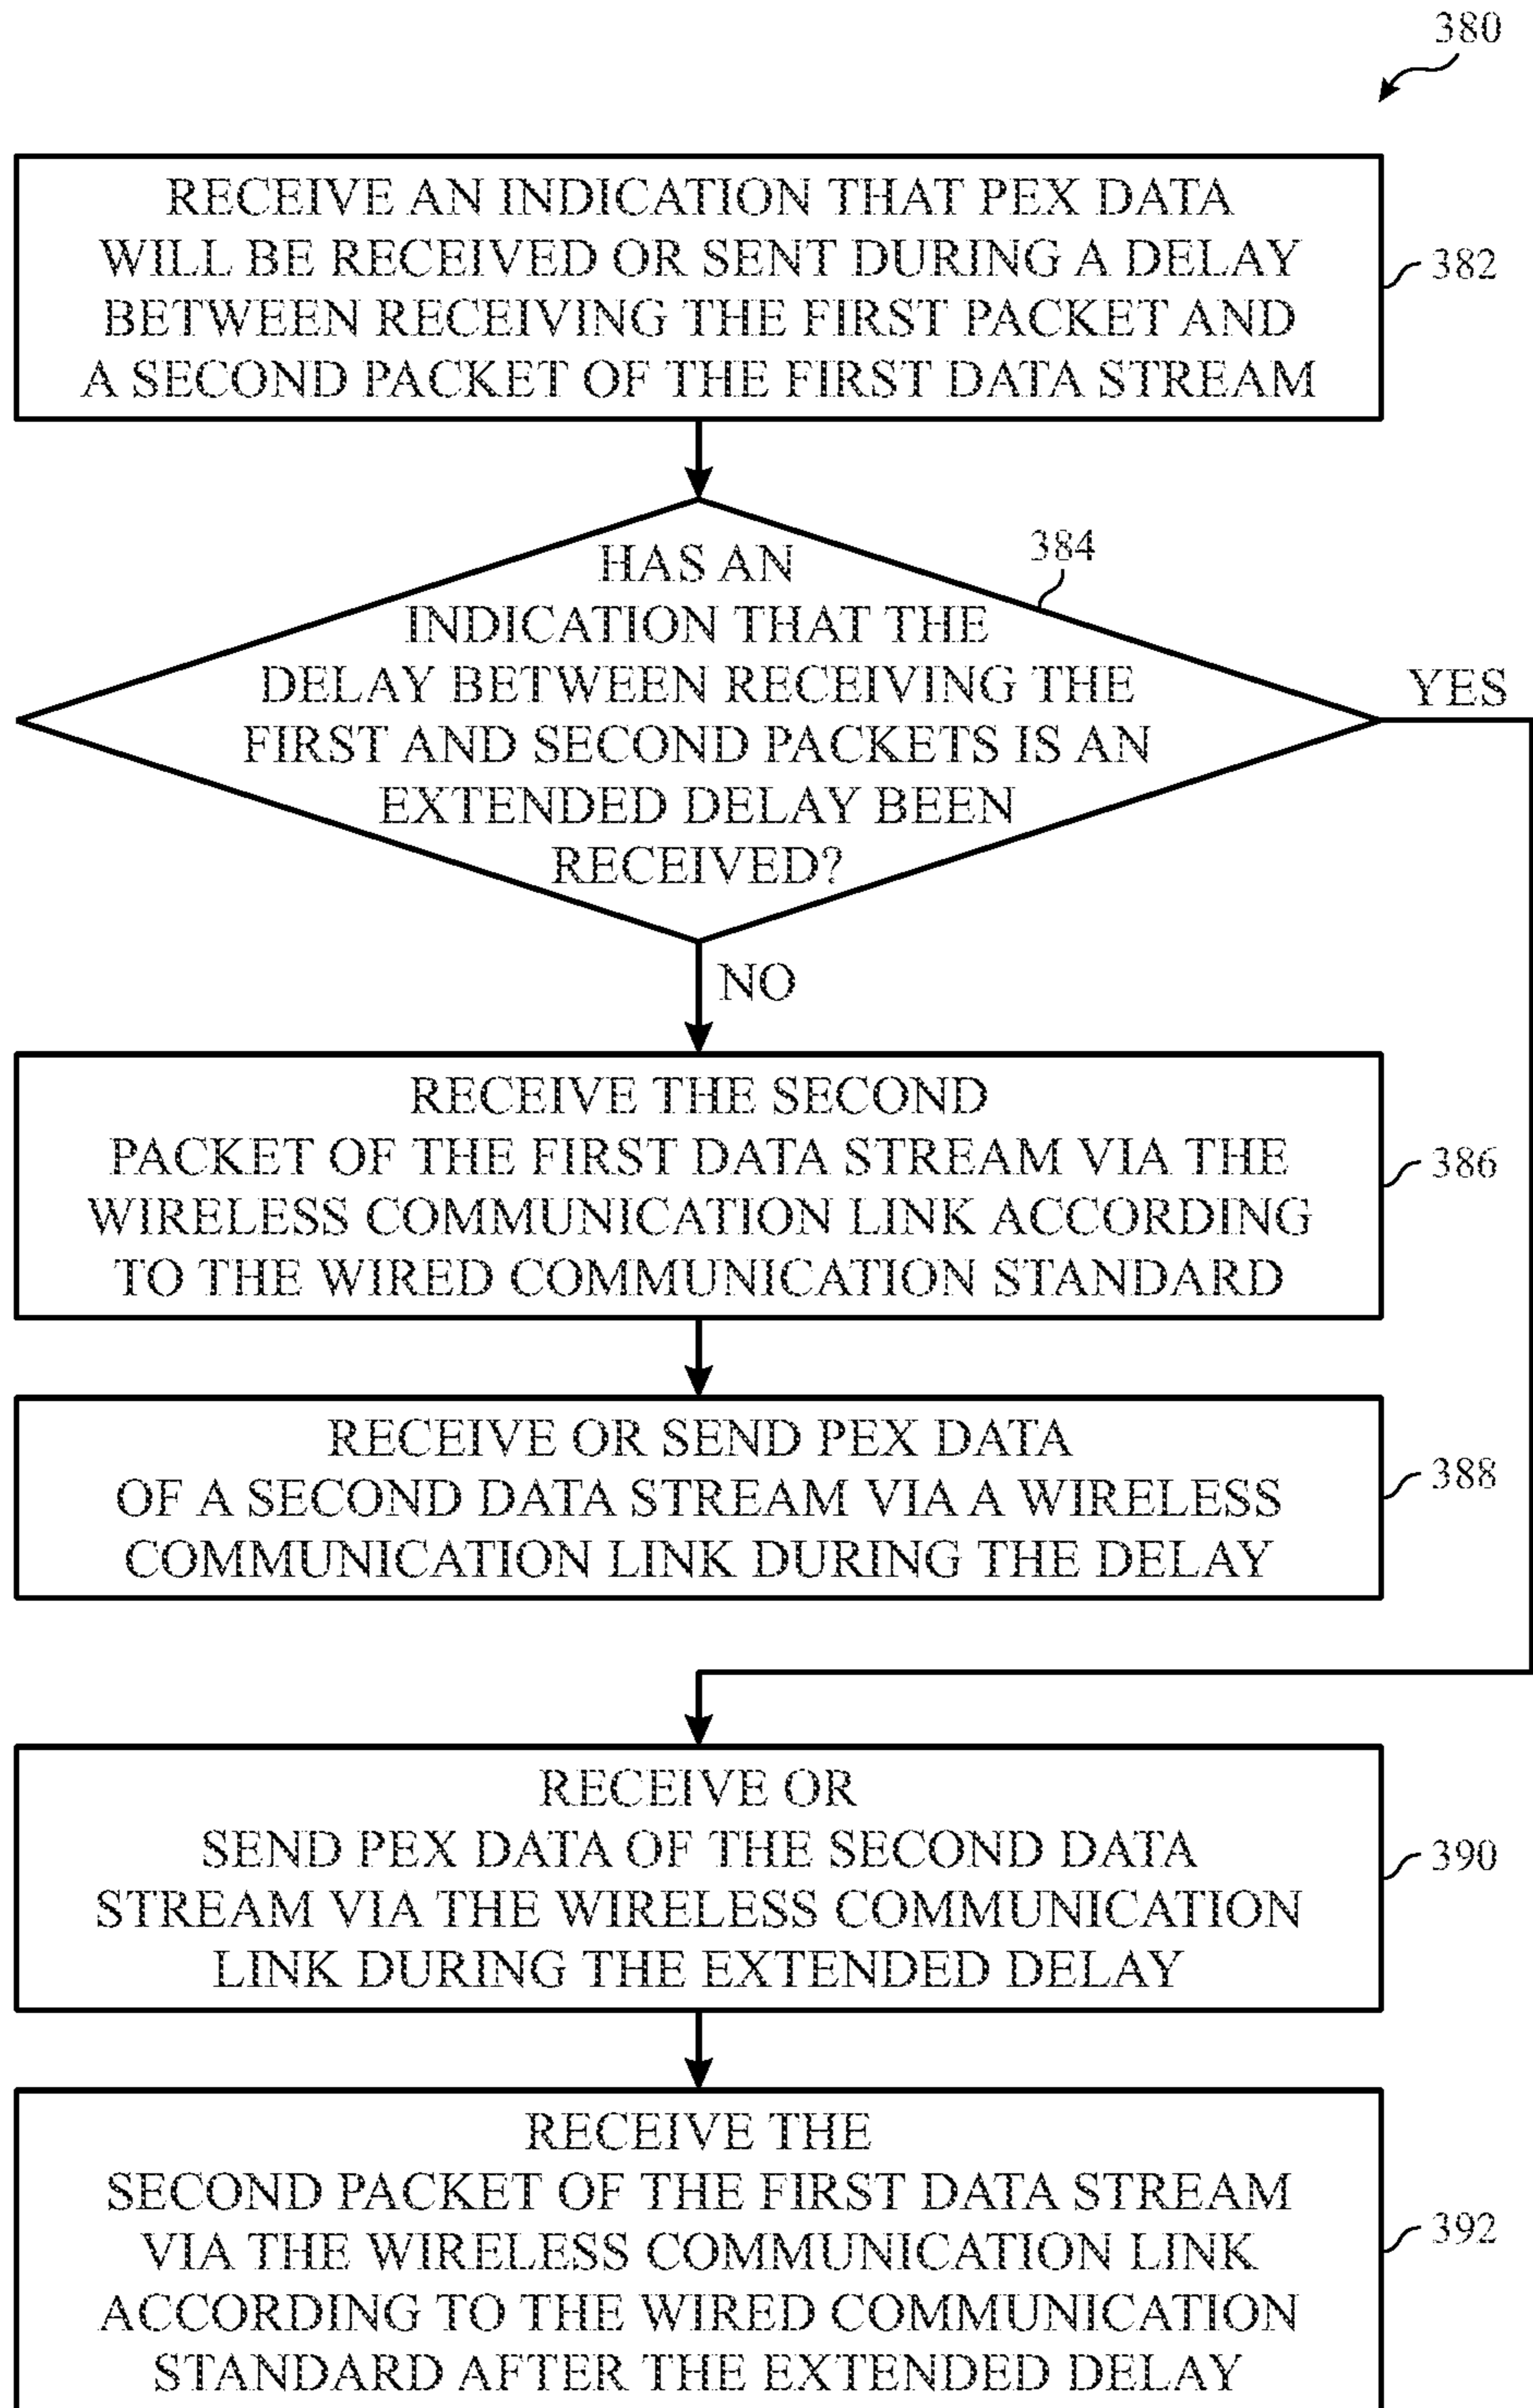 380
RECEIVE AN INDICATION THAT PEX DATA
WILL BE RECEIVED OR SENT DURING A DELAY
BETWEEN RECEIVING THE FIRST PACKET AND
A SECOND PACKET OF THE FIRST DATA STREAM
382
HAS AN
INDICATION THAT THE
DELAY BETWEEN RECEIVING THE
FIRST AND SECOND PACKETS IS AN
EXTENDED DELAY BEEN
RECEIVED?
384
YES
NO
RECEIVE THE SECOND
PACKET OF THE FIRST DATA STREAM VIA THE
WIRELESS COMMUNICATION LINK ACCORDING
TO THE WIRED COMMUNICATION STANDARD
386
RECEIVE OR SEND PEX DATA
OF A SECOND DATA STREAM VIA A WIRELESS
COMMUNICATION LINK DURING THE DELAY
388
RECEIVE OR
SEND PEX DATA OF THE SECOND DATA
STREAM VIA THE WIRELESS COMMUNICATION
LINK DURING THE EXTENDED DELAY
390
RECEIVE THE
SECOND PACKET OF THE FIRST DATA STREAM
VIA THE WIRELESS COMMUNICATION LINK
ACCORDING TO THE WIRED COMMUNICATION
STANDARD AFTER THE EXTENDED DELAY
392